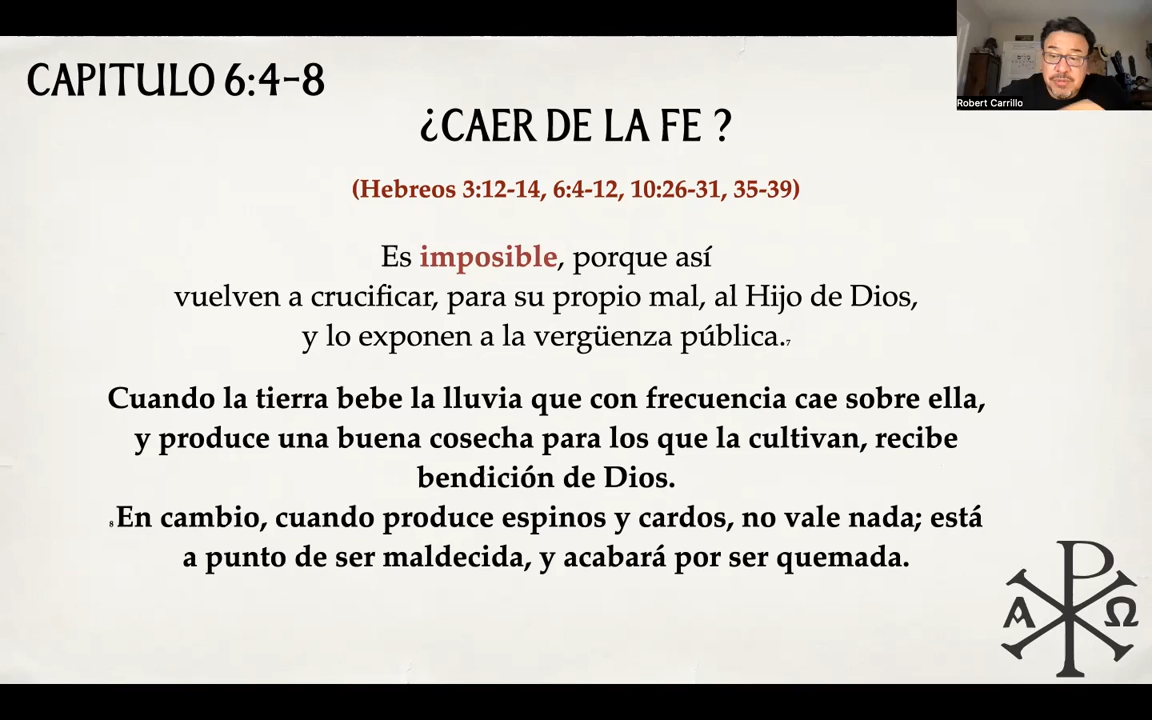 CAPITULO 6:4-8
Robert Carrillo
¿CAER DE LA FE ?
(Hebreos 3:12-14, 6:4-12, 10:26-31, 35-39)
Es imposible, porque así
vuelven a crucificar, para su propio mal, al Hijo de Dios,
y lo exponen a la vergüenza pública.7
Cuando la tierra bebe la lluvia que con frecuencia cae sobre ella,
y produce una buena cosecha para los que la cultivan, recibe
bendición de Dios.
8 En cambio, cuando produce espinos y cardos, no vale nada; está
a punto de ser maldecida, y acabará por ser quemada.
Α Ω